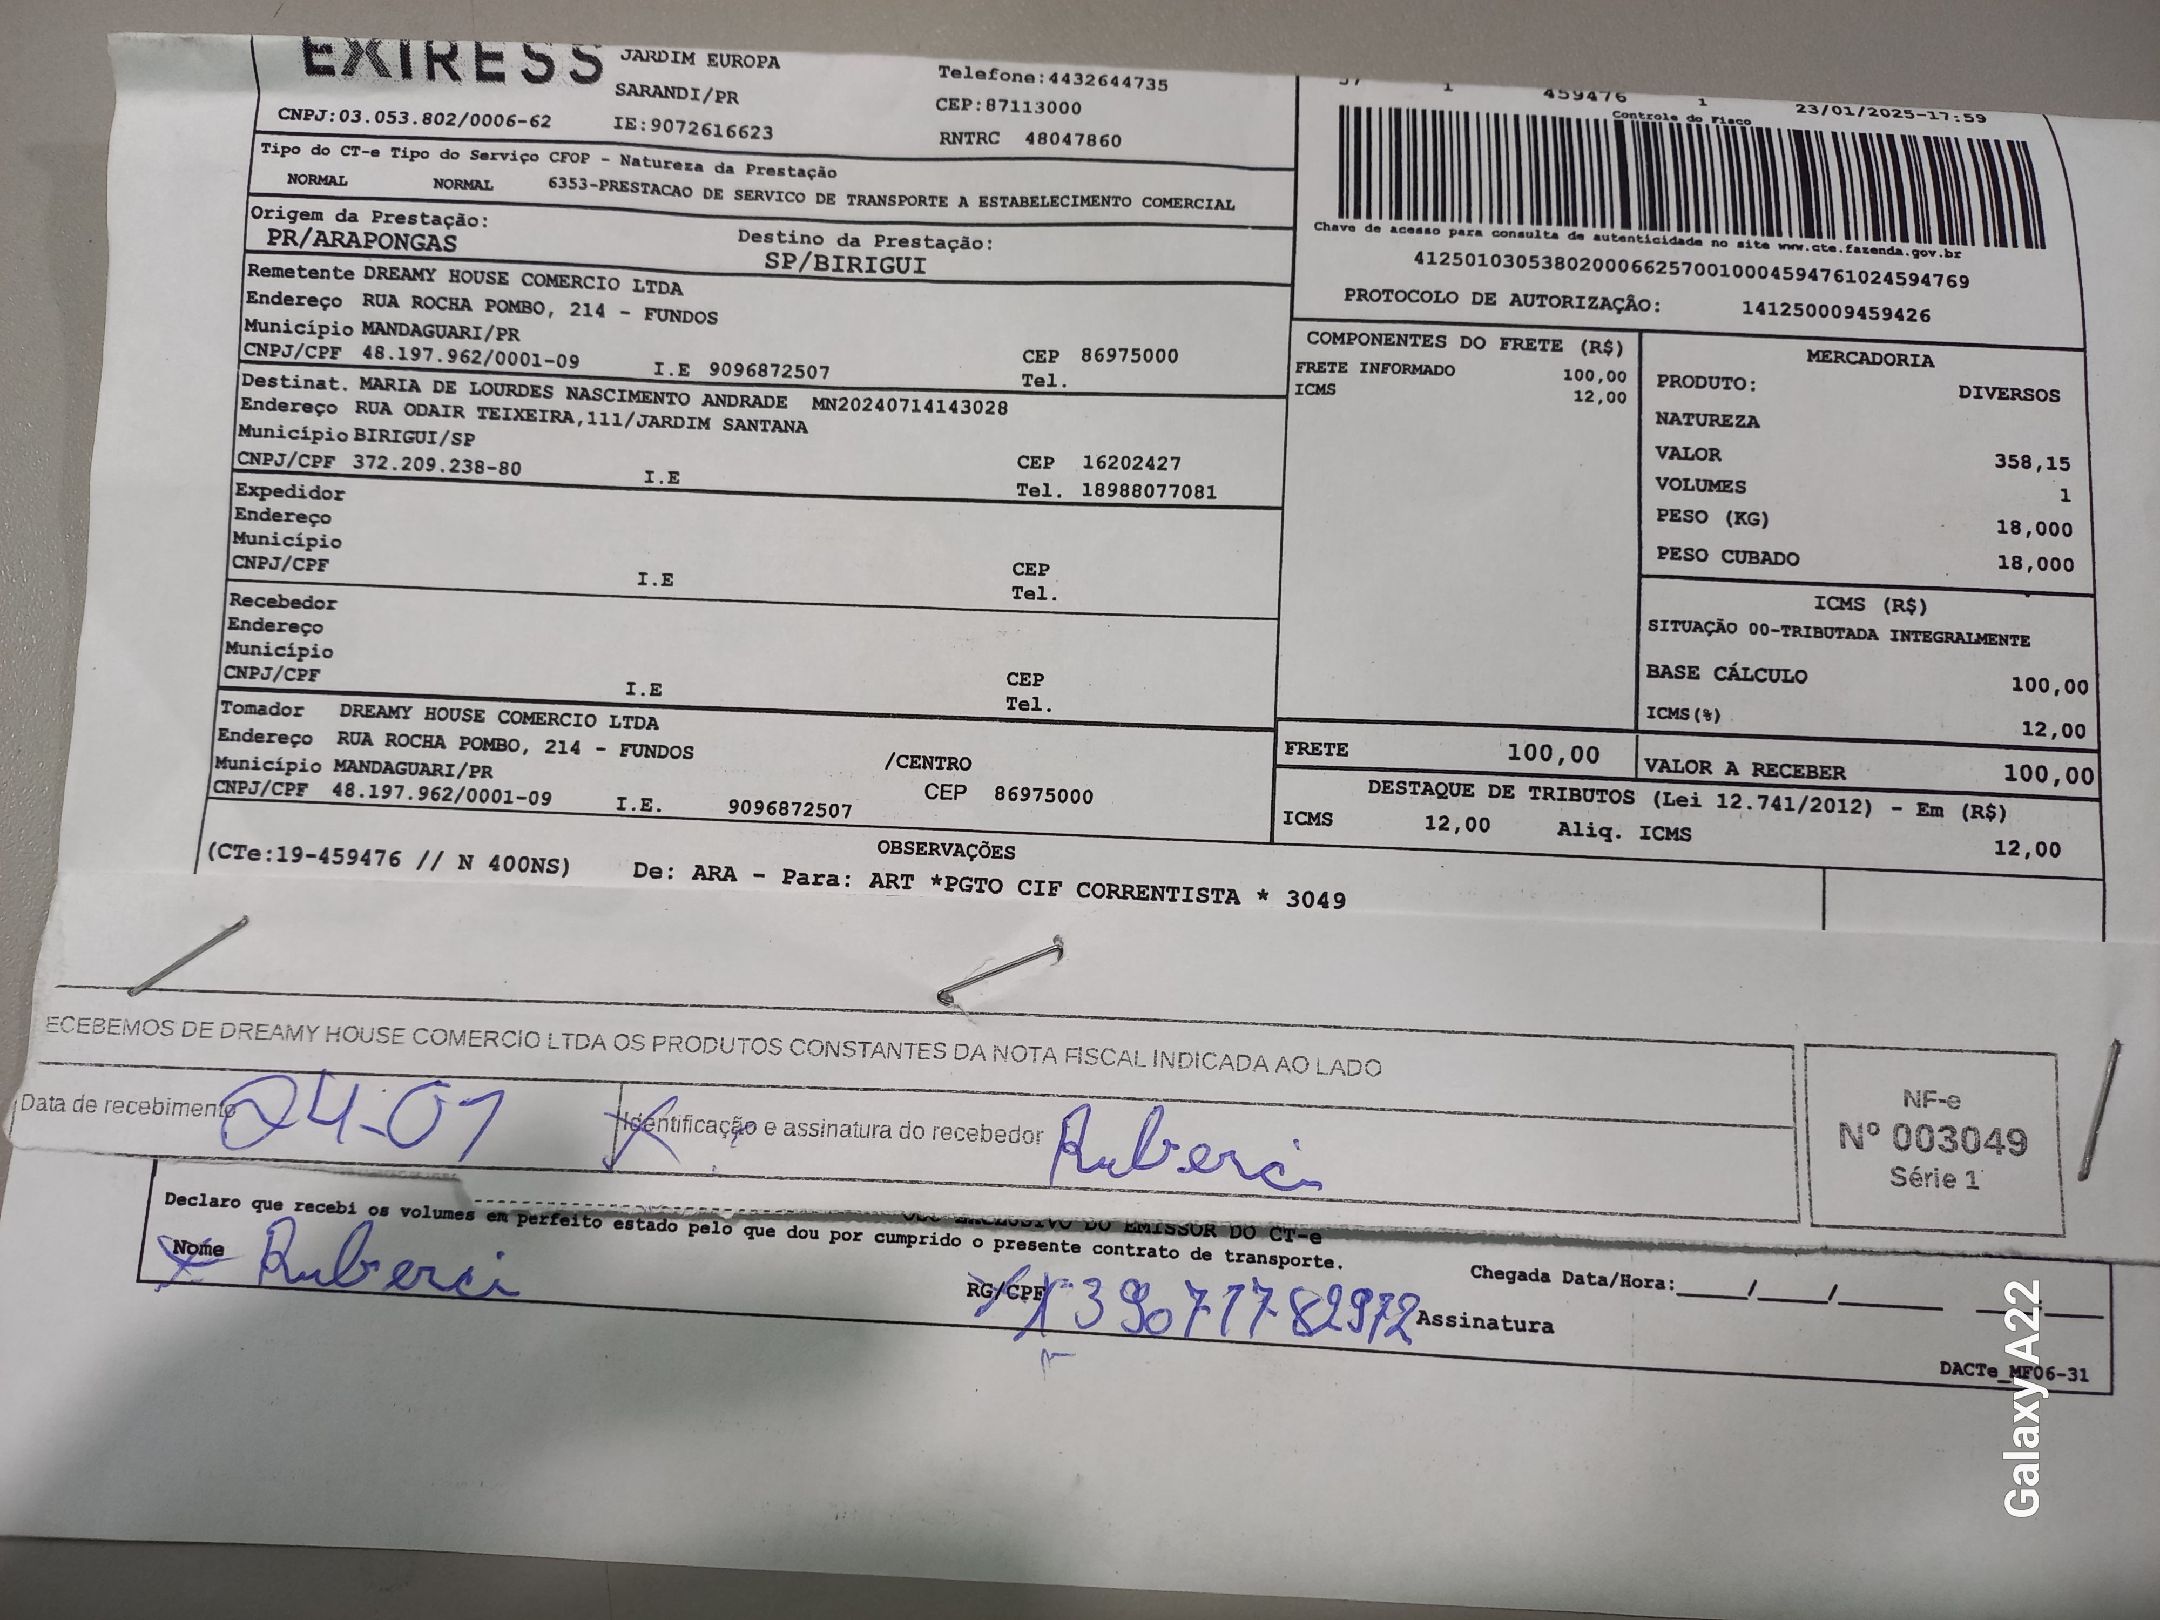 EXPRESS
JARDIM EUROPA
SARANDI/PR
CNPJ:03.053.802/0006-62 IE:9072616623
Telefone:4432644735
CEP:87113000
RNTRC 48047860
57 1 459476 1 23/01/2025-17:59
Controle do Fisco
Chave de acesso para consulta de autenticidade no site www.cte.fazenda.gov.br
41250103053802000662570010004594761024594769
PROTOCOLO DE AUTORIZAÇÃO: 141250009459426
Tipo do CT-e Tipo do Serviço CFOP - Natureza da Prestação
NORMAL NORMAL 6353-PRESTACAO DE SERVICO DE TRANSPORTE A ESTABELECIMENTO COMERCIAL
Origem da Prestação: Destino da Prestação:
PR/ARAPONGAS SP/BIRIGUI
Remetente DREAMY HOUSE COMERCIO LTDA
Endereço RUA ROCHA POMBO, 214 - FUNDOS
Município MANDAGUARI/PR CEP 86975000
CNPJ/CPF 48.197.962/0001-09 I.E 9096872507 Tel.
Destinat. MARIA DE LOURDES NASCIMENTO ANDRADE MN20240714143028
Endereço RUA ODAIR TEIXEIRA,111/JARDIM SANTANA
Município BIRIGUI/SP CEP 16202427
CNPJ/CPF 372.209.238-80 I.E Tel. 18988077081
Expedidor
Endereço
Município CEP
CNPJ/CPF I.E Tel.
Recebedor
Endereço
Município CEP
CNPJ/CPF I.E Tel.
Tomador DREAMY HOUSE COMERCIO LTDA
Endereço RUA ROCHA POMBO, 214 - FUNDOS /CENTRO
Município MANDAGUARI/PR CEP 86975000
CNPJ/CPF 48.197.962/0001-09 I.E. 9096872507
COMPONENTES DO FRETE (R$)
FRETE INFORMADO 100,00
ICMS 12,00
MERCADORIA
PRODUTO: DIVERSOS
NATUREZA
VALOR 358,15
VOLUMES 1
PESO (KG) 18,000
PESO CUBADO 18,000
ICMS (R$)
SITUAÇÃO 00-TRIBUTADA INTEGRALMENTE
BASE CÁLCULO 100,00
ICMS(%) 12,00
FRETE 100,00 VALOR A RECEBER 100,00
DESTAQUE DE TRIBUTOS (Lei 12.741/2012) - Em (R$)
ICMS 12,00 Aliq. ICMS 12,00
OBSERVAÇÕES
(CTe:19-459476 // N 400NS) De: ARA - Para: ART *PGTO CIF CORRENTISTA * 3049
ECEBEMOS DE DREAMY HOUSE COMERCIO LTDA OS PRODUTOS CONSTANTES DA NOTA FISCAL INDICADA AO LADO
Data de recebimento 24-01 Identificação e assinatura do recebedor Ruberci
NF-e
Nº 003049
Série 1
USO EXCLUSIVO DO EMISSOR DO CT-e
Declaro que recebi os volumes em perfeito estado pelo que dou por cumprido o presente contrato de transporte.
Nome Ruberci RG/CPF 39071782972 Assinatura
Chegada Data/Hora:____/____/______
DACTe_MF06-31
Galaxy A22